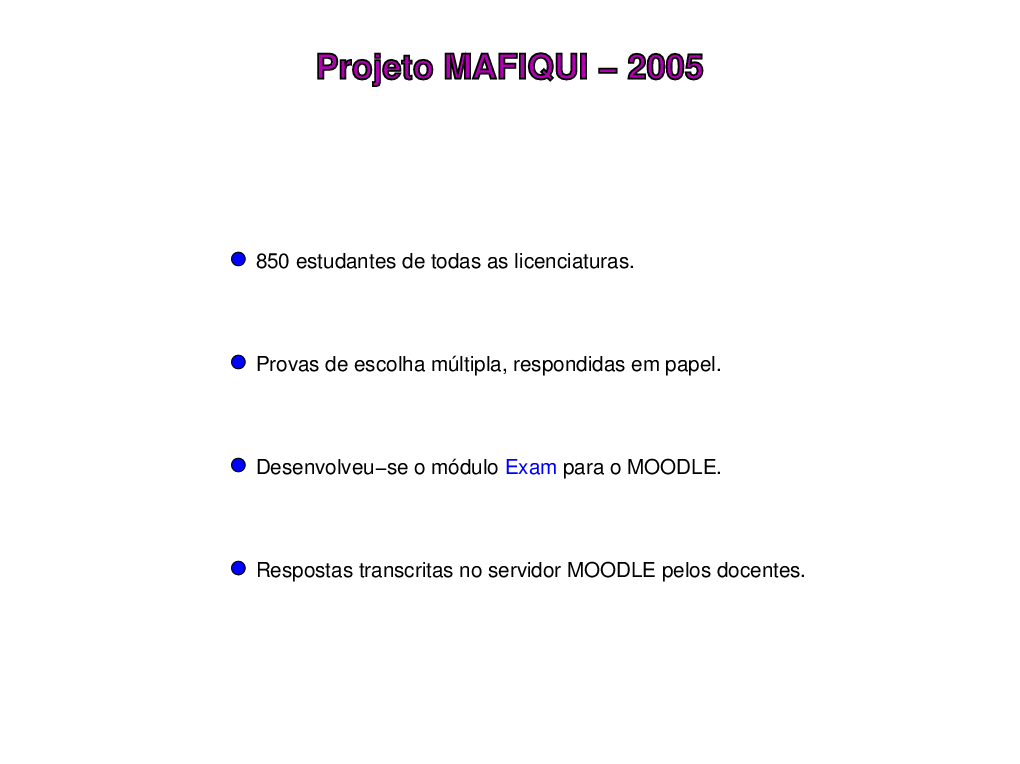 Projeto MAFIQUI – 2005
850 estudantes de todas as licenciaturas.
Provas de escolha múltipla, respondidas em papel.
Desenvolveu–se o módulo Exam para o MOODLE.
Respostas transcritas no servidor MOODLE pelos docentes.